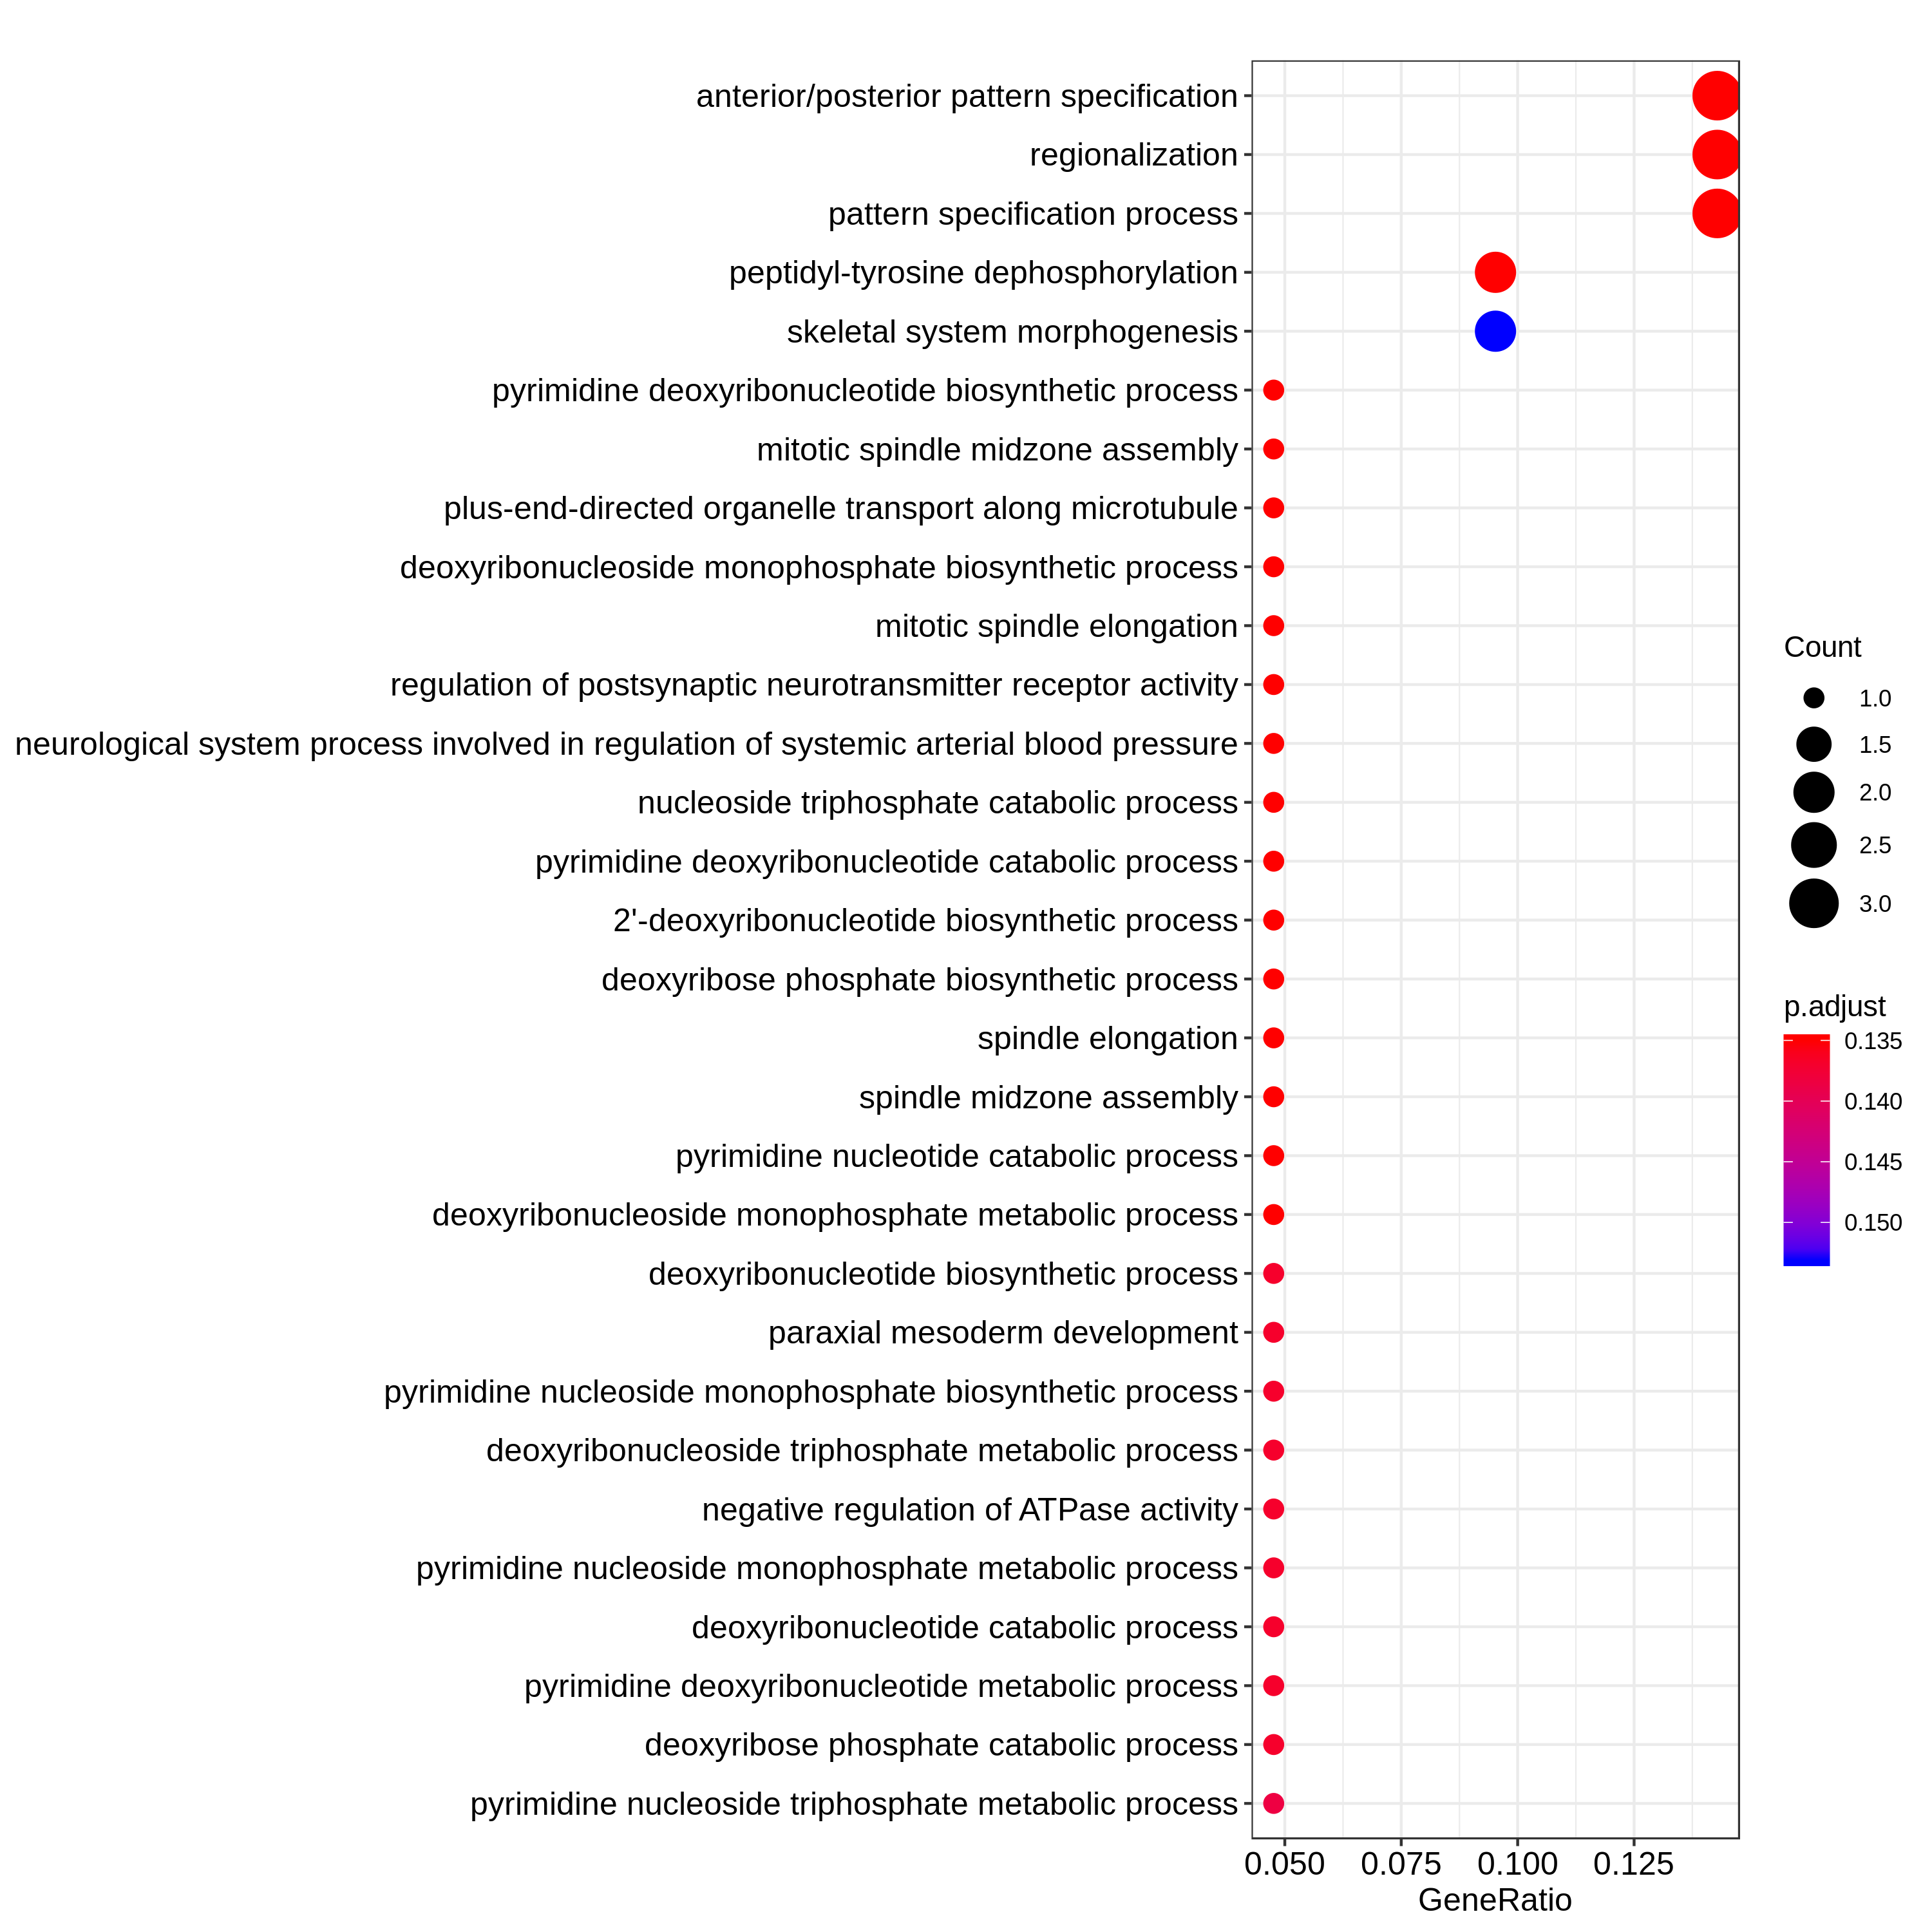 anterior/posterior pattern specification
regionalization
pattern specification process
peptidyl-tyrosine dephosphorylation
skeletal system morphogenesis
pyrimidine deoxyribonucleotide biosynthetic process
mitotic spindle midzone assembly
plus-end-directed organelle transport along microtubule
deoxyribonucleoside monophosphate biosynthetic process
mitotic spindle elongation
regulation of postsynaptic neurotransmitter receptor activity
neurological system process involved in regulation of systemic arterial blood pressure
nucleoside triphosphate catabolic process
pyrimidine deoxyribonucleotide catabolic process
2'-deoxyribonucleotide biosynthetic process
deoxyribose phosphate biosynthetic process
spindle elongation
spindle midzone assembly
pyrimidine nucleotide catabolic process
deoxyribonucleoside monophosphate metabolic process
deoxyribonucleotide biosynthetic process
paraxial mesoderm development
pyrimidine nucleoside monophosphate biosynthetic process
deoxyribonucleoside triphosphate metabolic process
negative regulation of ATPase activity
pyrimidine nucleoside monophosphate metabolic process
deoxyribonucleotide catabolic process
pyrimidine deoxyribonucleotide metabolic process
deoxyribose phosphate catabolic process
pyrimidine nucleoside triphosphate metabolic process
0.050 0.075 0.100 0.125
GeneRatio
Count
1.0
1.5
2.0
2.5
3.0
p.adjust
0.135
0.140
0.145
0.150